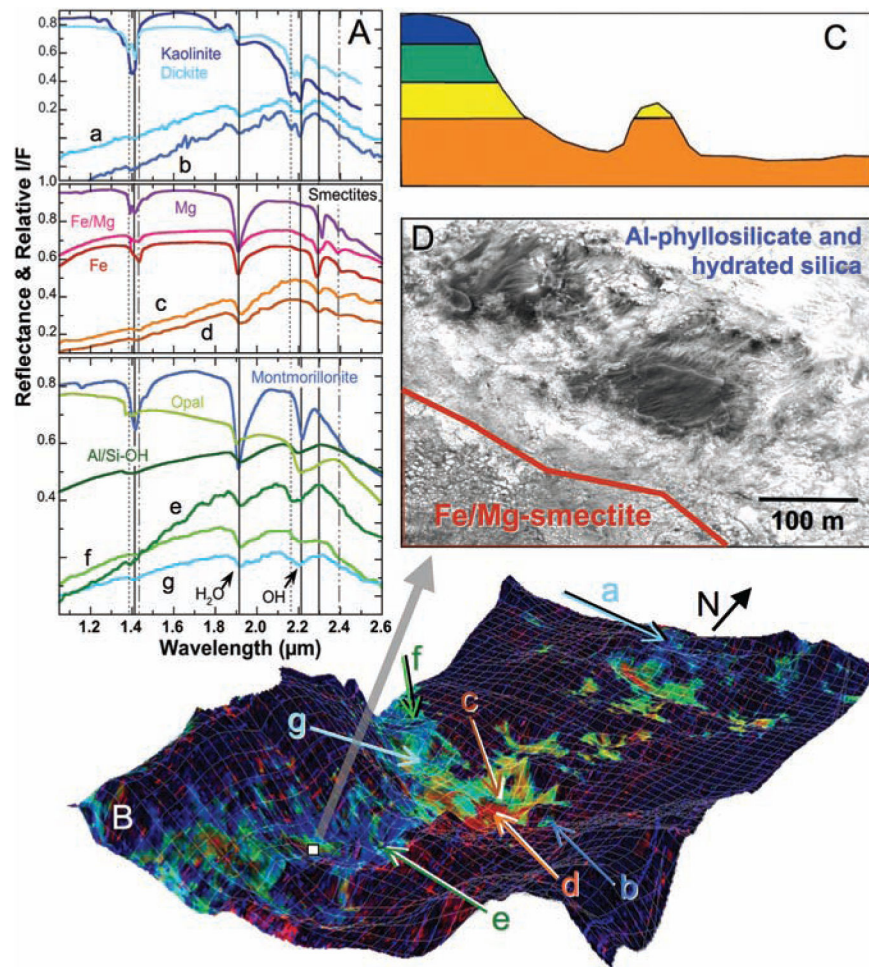 A
Reflectance & Relative I/F
0.8
0.6
0.4
0.2
Kaolinite
Dickite
a
b
1.0
0.8
0.6
0.4
0.2
Smectites
Mg
Fe/Mg
Fe
c
d
0.8
0.6
0.4
Montmorillonite
Opal
Al/Si-OH
e
f
g
H₂O
OH
1.2 1.4 1.6 1.8 2.0 2.2 2.4 2.6
Wavelength (µm)
C
D
Al-phyllosilicate and
hydrated silica
Fe/Mg-smectite
100 m
B
a
N
f
g
c
d
b
e